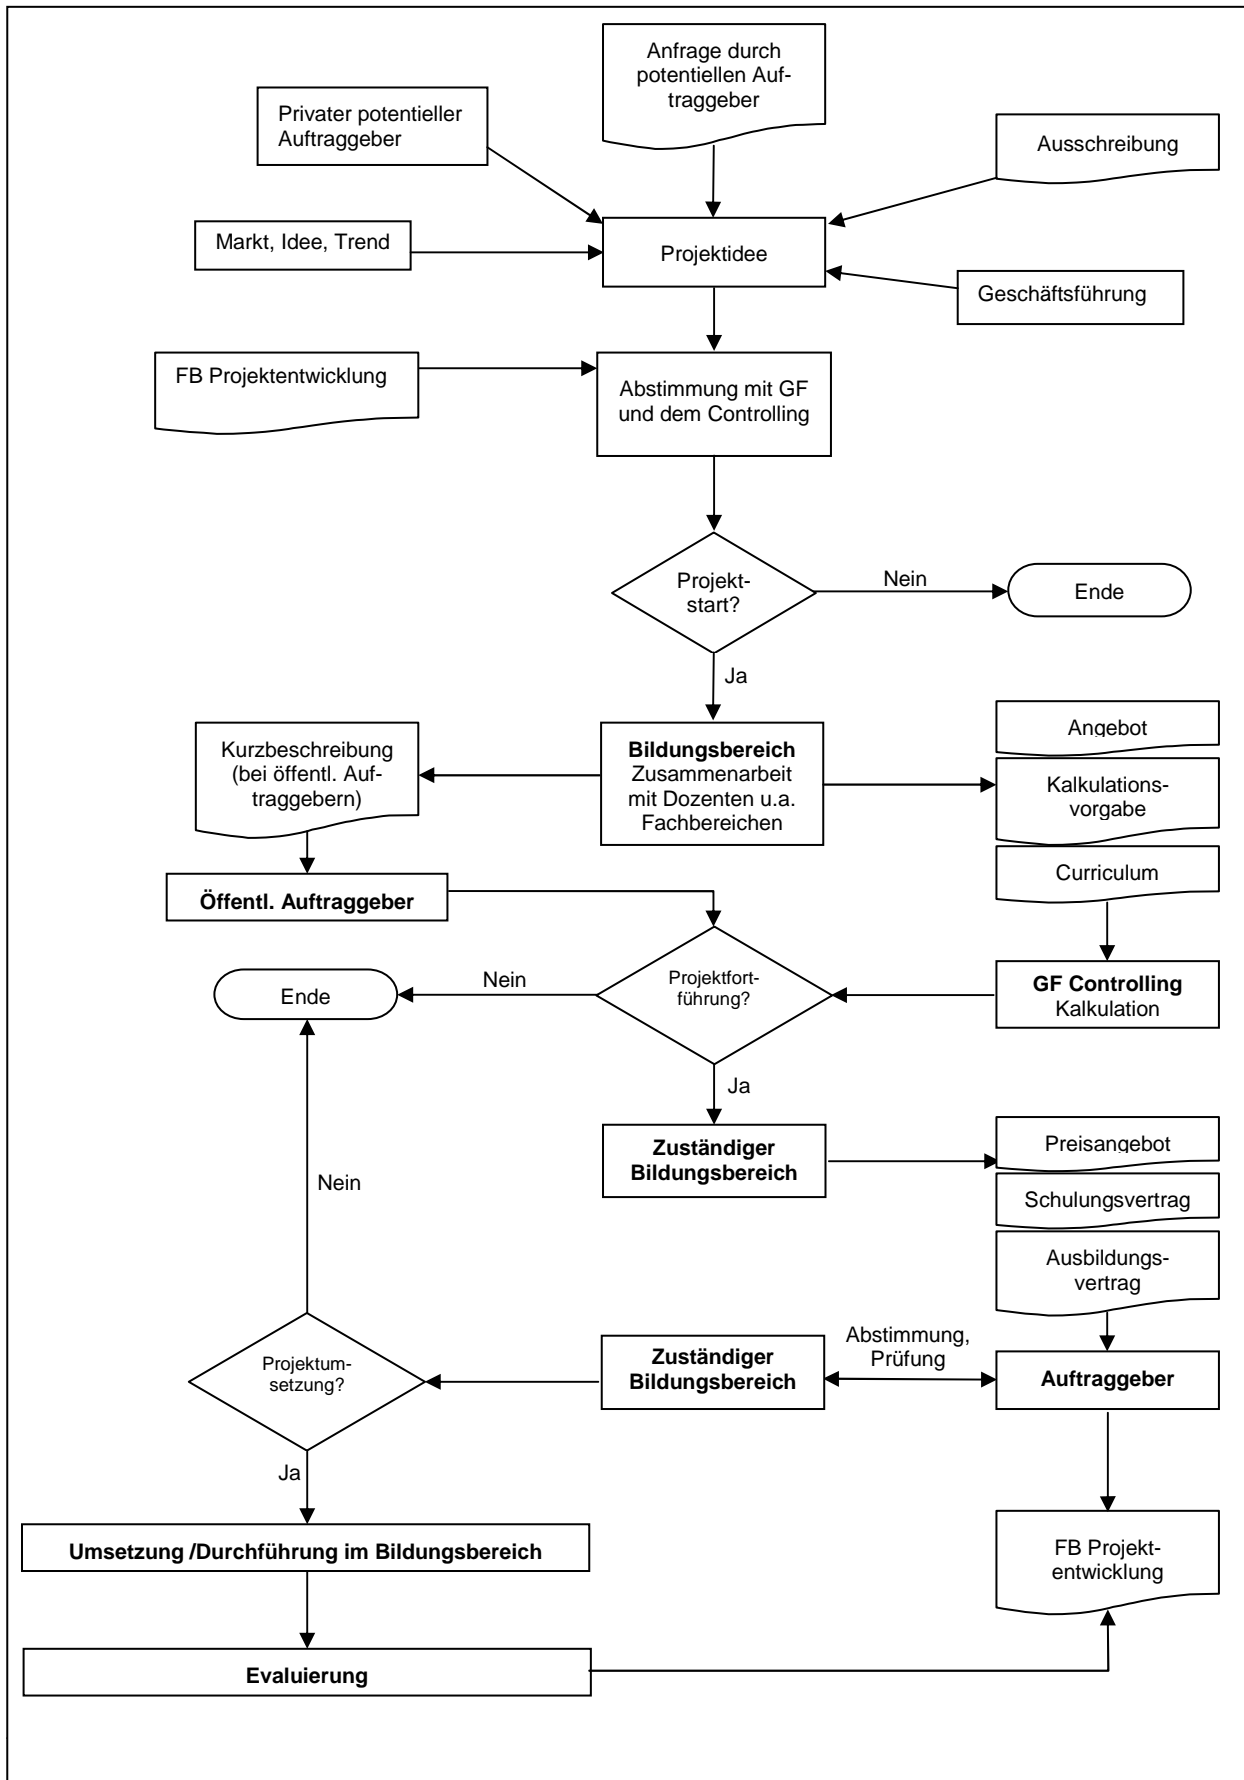 Anfrage durch
potentiellen Auf-
traggeber
Privater potentieller
Auftraggeber
Ausschreibung
Markt, Idee, Trend
Projektidee
Geschäftsführung
FB Projektentwicklung
Abstimmung mit GF
und dem Controlling
Projekt-
start?
Nein
Ende
Ja
Kurzbeschreibung
(bei öffentl. Auf-
traggebern)
Bildungsbereich
Zusammenarbeit
mit Dozenten u.a.
Fachbereichen
Angebot
Kalkulations-
vorgabe
Curriculum
Öffentl. Auftraggeber
Ende
Nein
Projektfort-
führung?
GF Controlling
Kalkulation
Ja
Zuständiger
Bildungsbereich
Preisangebot
Schulungsvertrag
Ausbildungs-
vertrag
Nein
Projektum-
setzung?
Zuständiger
Bildungsbereich
Abstimmung,
Prüfung
Auftraggeber
Ja
Umsetzung /Durchführung im Bildungsbereich
FB Projekt-
entwicklung
Evaluierung